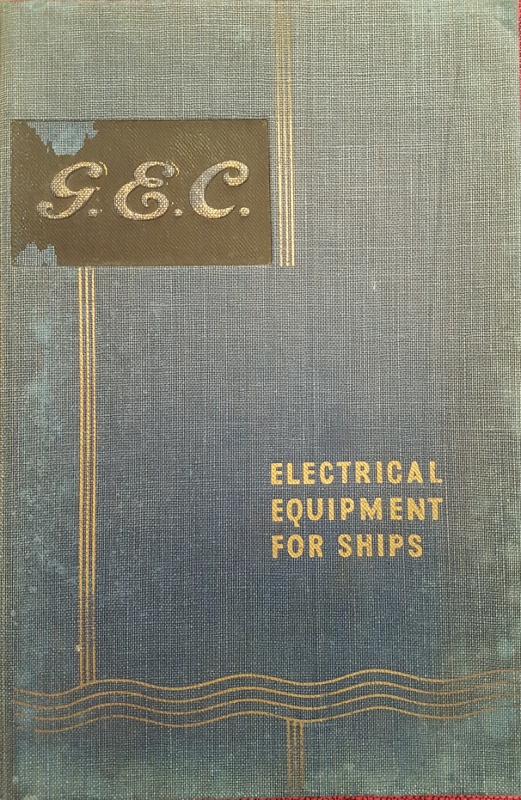 G.E.C.
ELECTRICAL
EQUIPMENT
FOR SHIPS